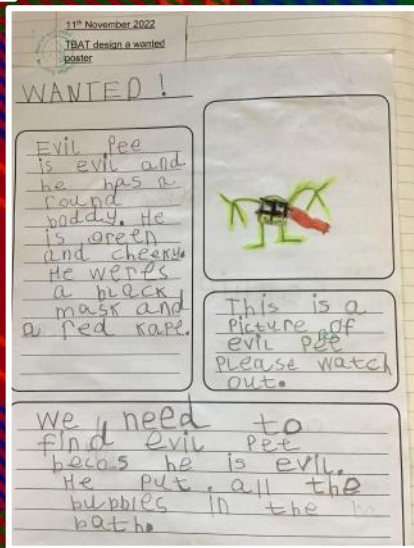 11th November 2022
TBAT design a wanted
poster
WANTED!
Evil Pee
is evil and
he has a
round
boddy. He
is green
and cheeky.
He weres
a black
mask and
a red kape.
This is a
Picture of
evil Pee
Please watch
out.
We need to
find evil Pee
becos he is evil.
He put all the
bubbles in the
bath.